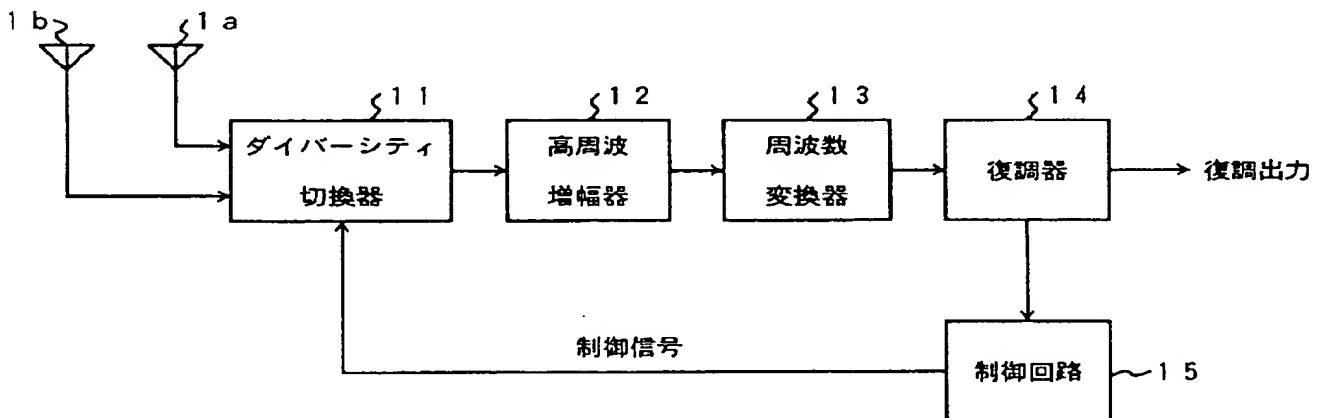 1b
1a
11
12
13
14
ダイバーシティ
切換器
高周波
増幅器
周波数
変換器
復調器
復調出力
制御信号
制御回路
15